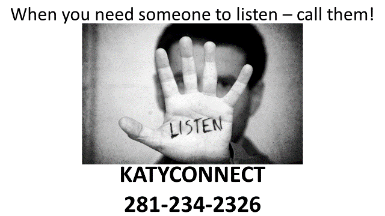 When you need someone to listen – call them!
LISTEN
KATYCONNECT
281-234-2326